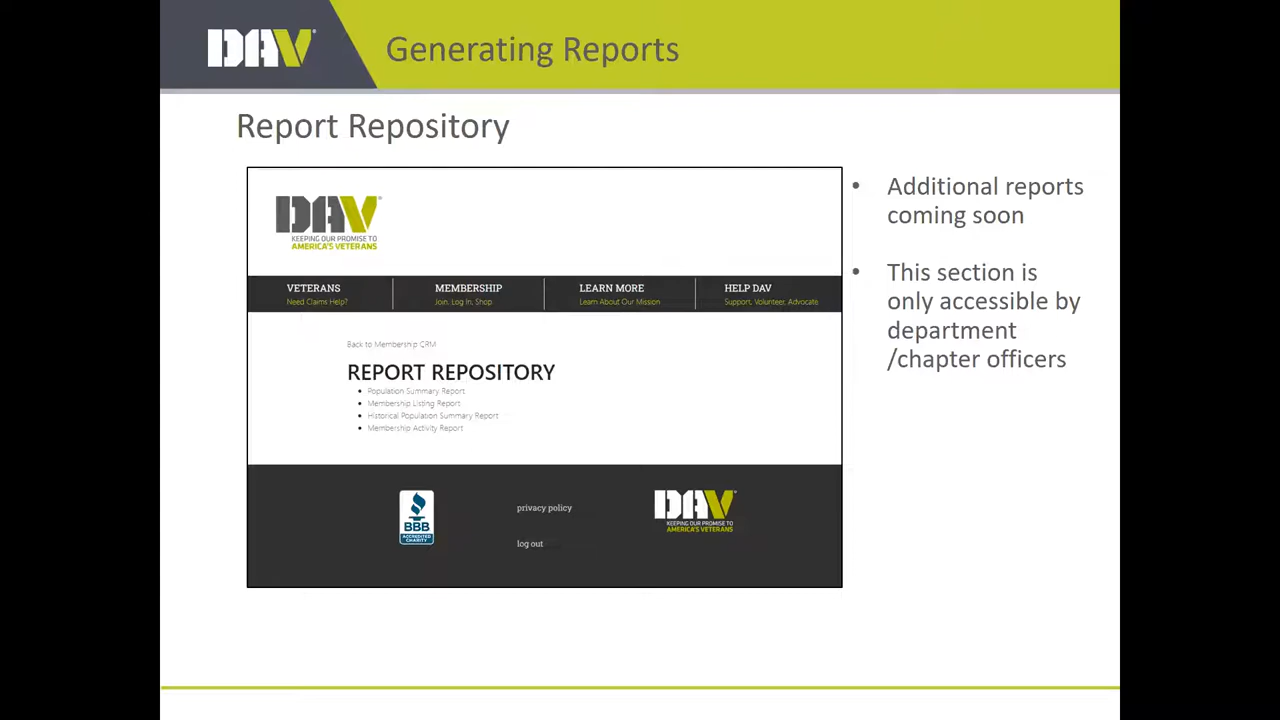 DAV
Generating Reports
Report Repository
DAV
KEEPING OUR PROMISE TO
AMERICA'S VETERANS
VETERANS
Need Claims Help?
MEMBERSHIP
Join, Log In, Shop
LEARN MORE
Learn About Our Mission
HELP DAV
Support, Volunteer, Advocate
Back to Membership CRM
REPORT REPOSITORY
• Population Summary Report
• Membership Listing Report
• Historical Population Summary Report
• Membership Activity Report
BBB
ACCREDITED
CHARITY
privacy policy
log out
DAV
KEEPING OUR PROMISE TO
AMERICA'S VETERANS
• Additional reports
coming soon
• This section is
only accessible by
department
/chapter officers